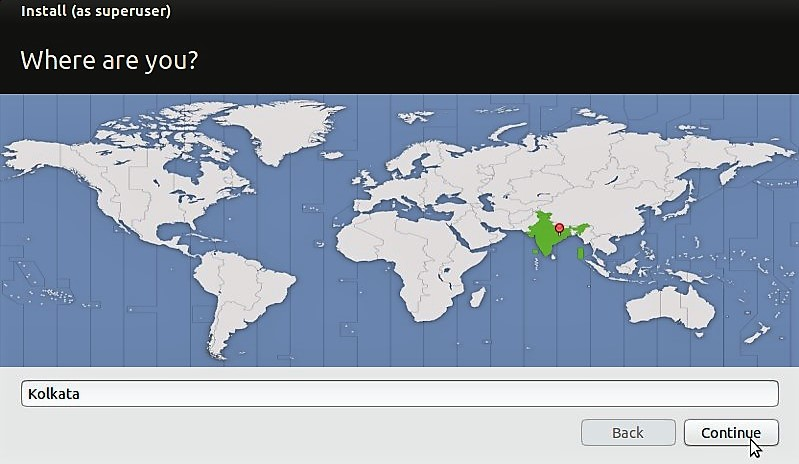 Install (as superuser)
Where are you?
Kolkata
Back
Continue